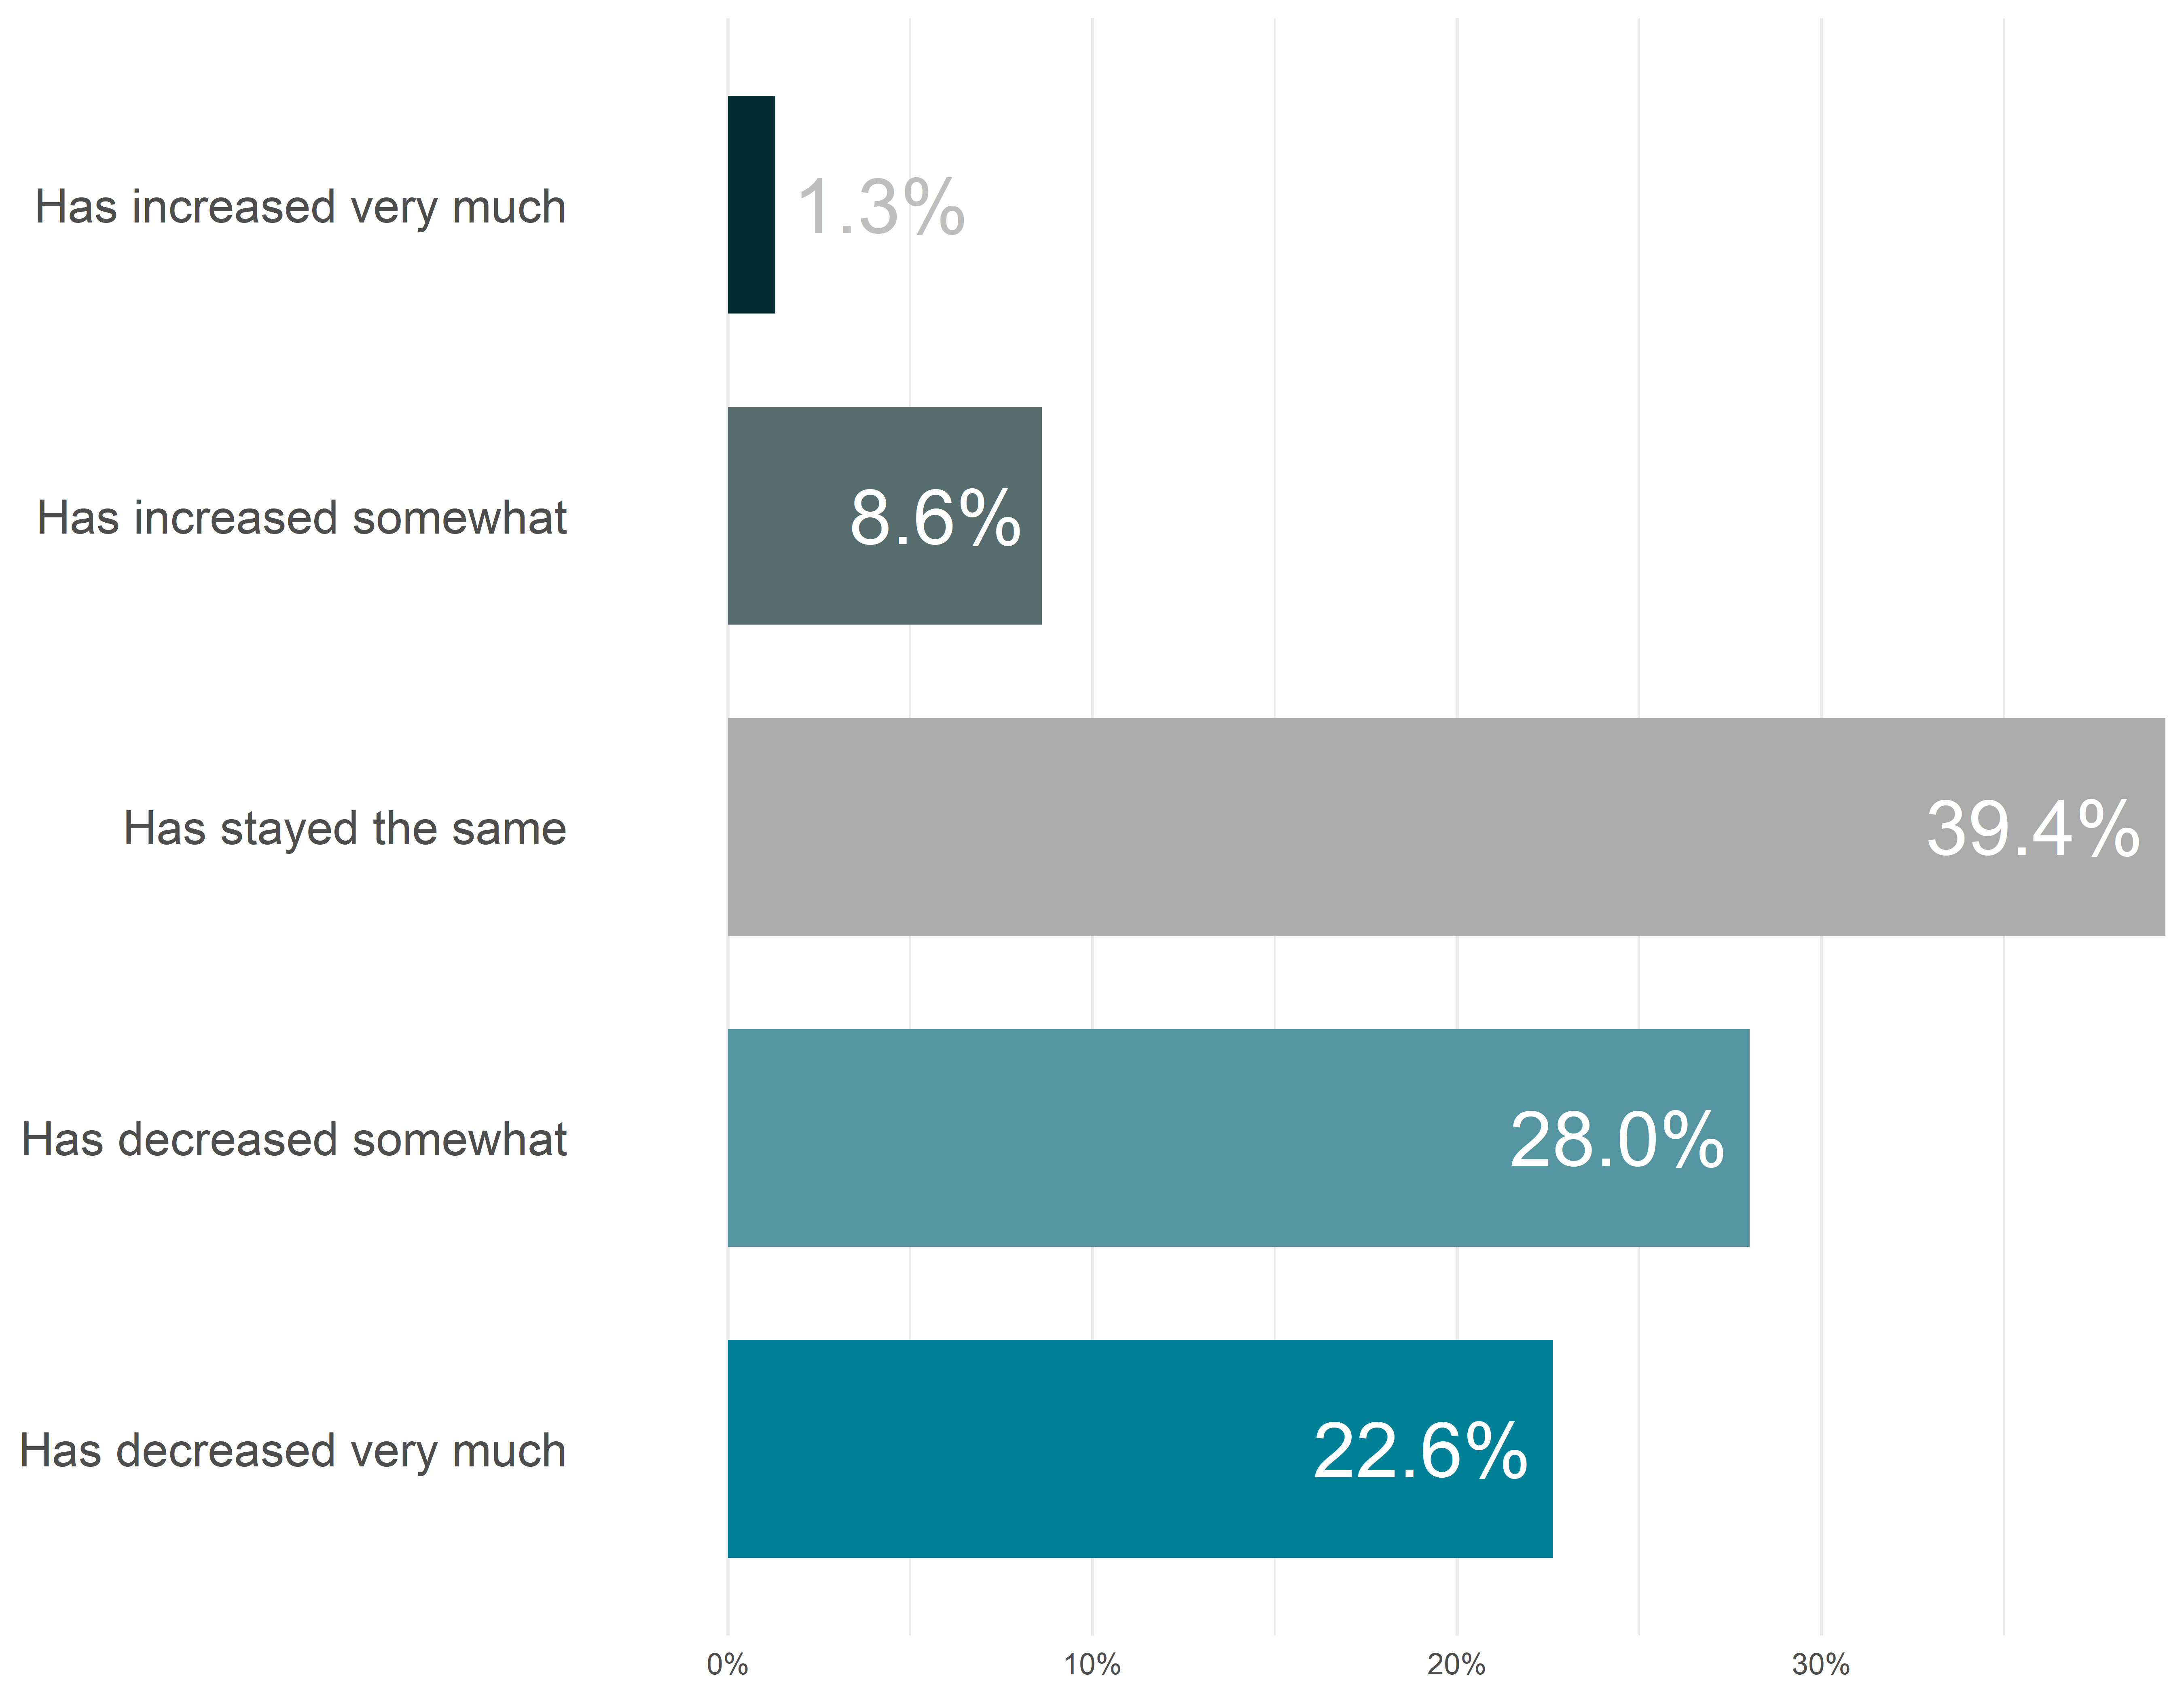 Has increased very much
1.3%
Has increased somewhat
8.6%
Has stayed the same
39.4%
Has decreased somewhat
28.0%
Has decreased very much
22.6%
0% 10% 20% 30%